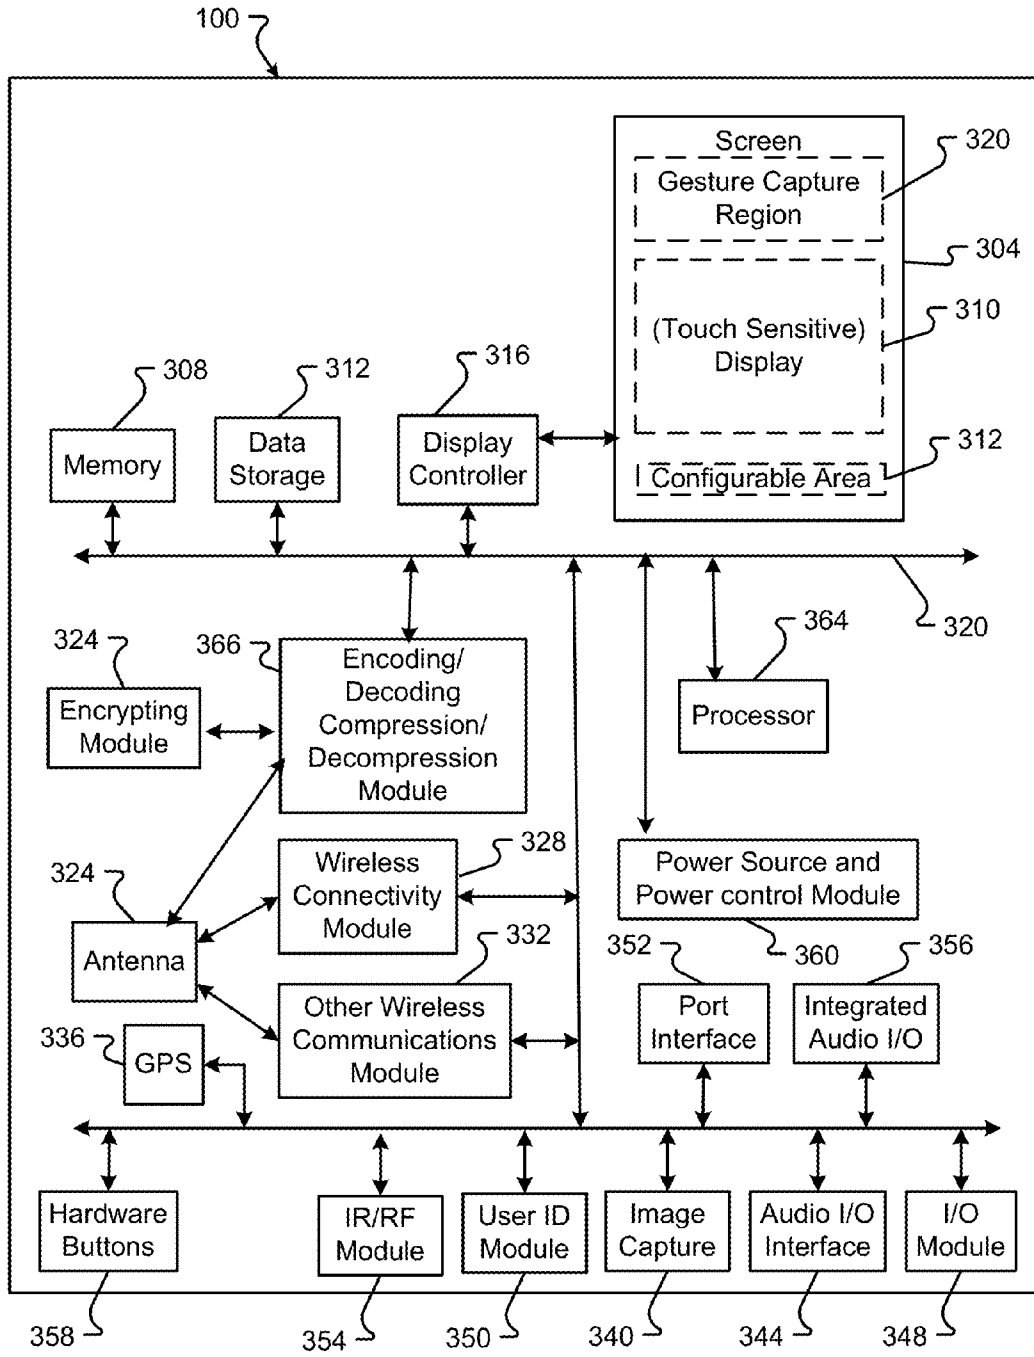 100
Screen
320
Gesture Capture
Region
304
310
(Touch Sensitive)
Display
308
312
316
Memory
Data
Storage
Display
Controller
312
Configurable Area
320
324
366
364
Encrypting
Module
Encoding/
Decoding
Compression/
Decompression
Module
Processor
324
Wireless
Connectivity
Module
328
Power Source and
Power control Module
Antenna
332
352
360
356
Other Wireless
Communications
Module
Port
Interface
Integrated
Audio I/O
336
GPS
Hardware
Buttons
IR/RF
Module
User ID
Module
Image
Capture
Audio I/O
Interface
I/O
Module
358
354
350
340
344
348